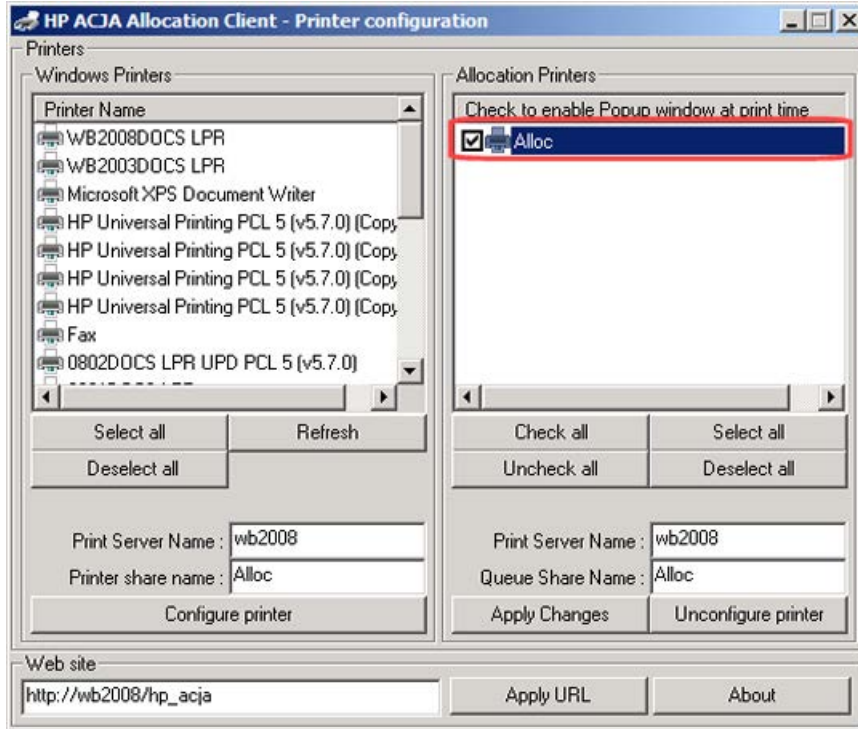 HP ACJA Allocation Client - Printer configuration
Printers
Windows Printers
Printer Name
WB2008DOCS LPR
WB2003DOCS LPR
Microsoft XPS Document Writer
HP Universal Printing PCL 5 (v5.7.0) (Copy
HP Universal Printing PCL 5 (v5.7.0) (Copy
HP Universal Printing PCL 5 (v5.7.0) (Copy
HP Universal Printing PCL 5 (v5.7.0) (Copy
Fax
0802DOCS LPR UPD PCL 5 (v5.7.0)
Select all
Refresh
Deselect all
Print Server Name : wb2008
Printer share name : Alloc
Configure printer
Allocation Printers
Check to enable Popup window at print time
Alloc
Check all
Select all
Uncheck all
Deselect all
Print Server Name : wb2008
Queue Share Name : Alloc
Apply Changes
Unconfigure printer
Web site
http://wb2008/hp_acja
Apply URL
About